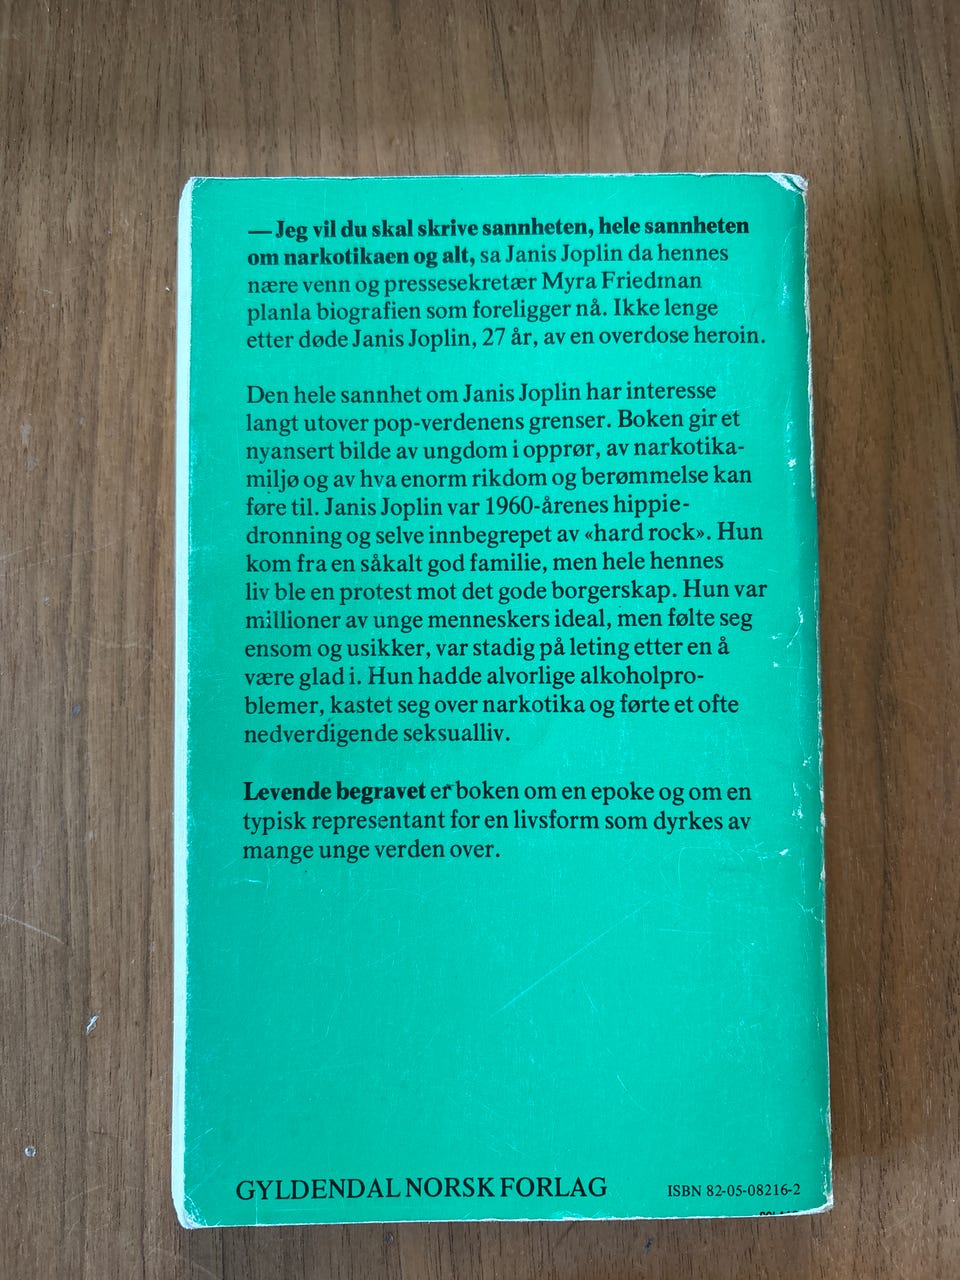 — Jeg vil du skal skrive sannheten, hele sannheten
om narkotikaen og alt, sa Janis Joplin da hennes
nære venn og pressesekretær Myra Friedman
planla biografien som foreligger nå. Ikke lenge
etter døde Janis Joplin, 27 år, av en overdose heroin.
Den hele sannhet om Janis Joplin har interesse
langt utover pop-verdenens grenser. Boken gir et
nyansert bilde av ungdom i opprør, av narkotika-
miljø og av hva enorm rikdom og berømmelse kan
føre til. Janis Joplin var 1960-årenes hippie-
dronning og selve innbegrepet av «hard rock». Hun
kom fra en såkalt god familie, men hele hennes
liv ble en protest mot det gode borgerskap. Hun var
millioner av unge menneskers ideal, men følte seg
ensom og usikker, var stadig på leting etter en å
være glad i. Hun hadde alvorlige alkoholpro-
blemer, kastet seg over narkotika og førte et ofte
nedverdigende seksualliv.
Levende begravet er boken om en epoke og om en
typisk representant for en livsform som dyrkes av
mange unge verden over.
GYLDENDAL NORSK FORLAG
ISBN 82-05-08216-2